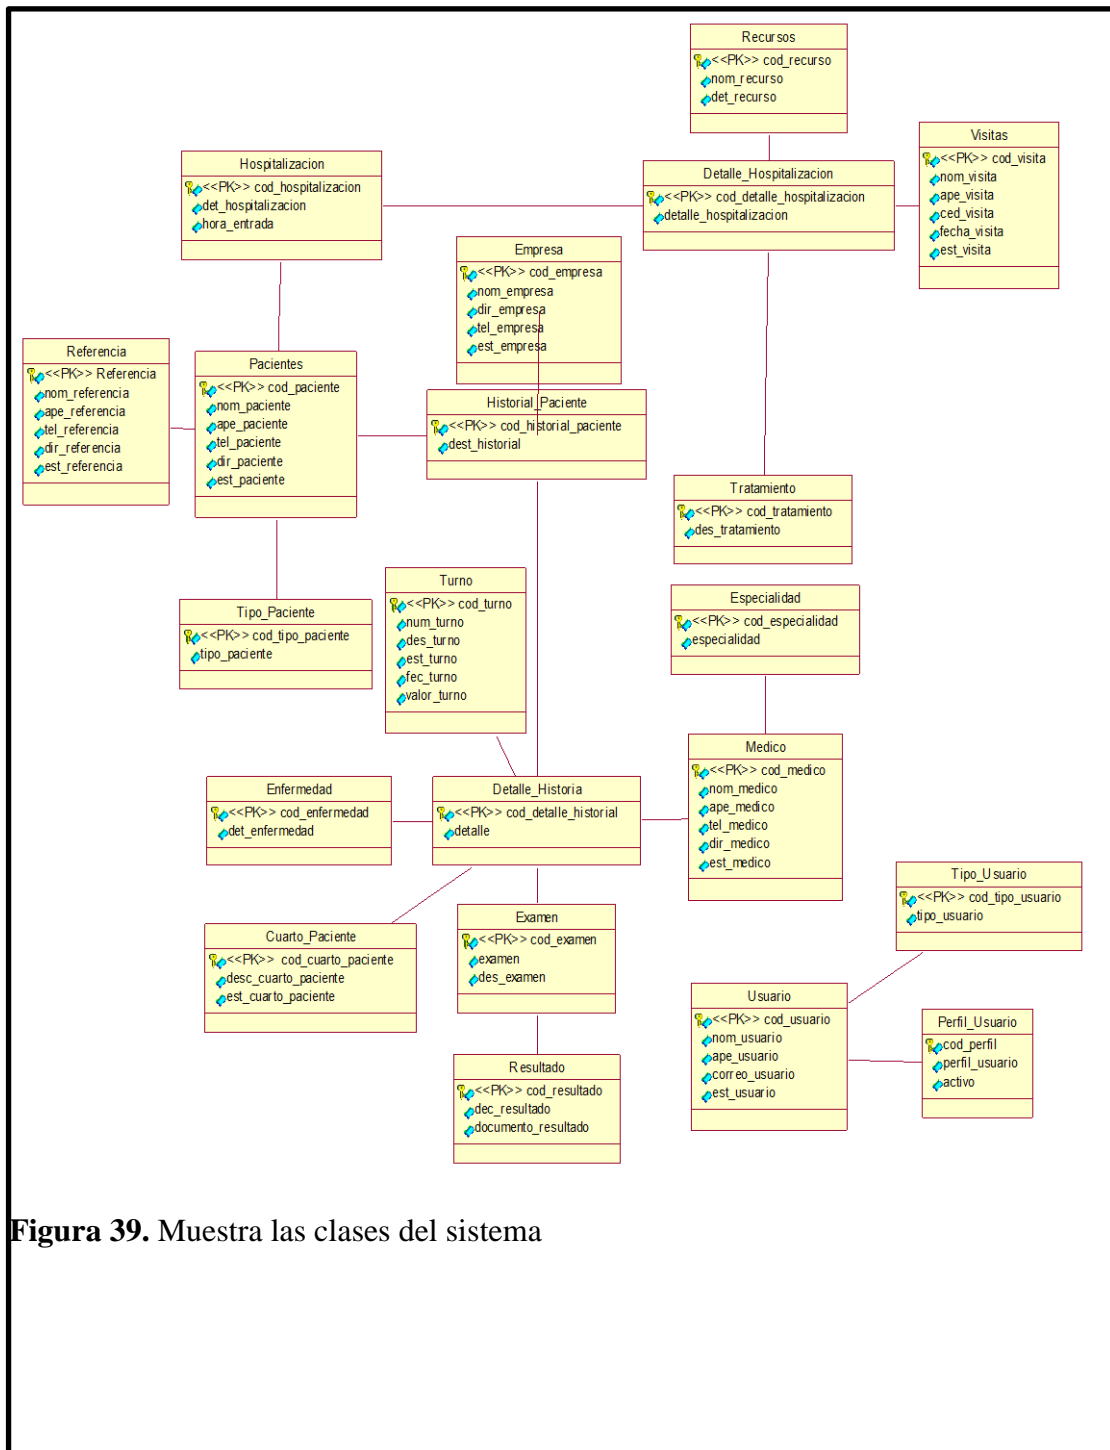 Recursos
<<PK>> cod_recurso
nom_recurso
det_recurso
Visitas
<<PK>> cod_visita
nom_visita
ape_visita
ced_visita
fecha_visita
est_visita
Hospitalizacion
<<PK>> cod_hospitalizacion
det_hospitalizacion
hora_entrada
Detalle_Hospitalizacion
<<PK>> cod_detalle_hospitalizacion
detalle_hospitalizacion
Empresa
<<PK>> cod_empresa
nom_empresa
dir_empresa
tel_empresa
est_empresa
Referencia
<<PK>> Referencia
nom_referencia
ape_referencia
tel_referencia
dir_referencia
est_referencia
Pacientes
<<PK>> cod_paciente
nom_paciente
ape_paciente
tel_paciente
dir_paciente
est_paciente
Historial_Paciente
<<PK>> cod_historial_paciente
dest_historial
Tratamiento
<<PK>> cod_tratamiento
des_tratamiento
Turno
<<PK>> cod_turno
num_turno
des_turno
est_turno
fec_turno
valor_turno
Especialidad
<<PK>> cod_especialidad
especialidad
Tipo_Paciente
<<PK>> cod_tipo_paciente
tipo_paciente
Medico
<<PK>> cod_medico
nom_medico
ape_medico
tel_medico
dir_medico
est_medico
Enfermedad
<<PK>> cod_enfermedad
det_enfermedad
Detalle_Historia
<<PK>> cod_detalle_historial
detalle
Tipo_Usuario
<<PK>> cod_tipo_usuario
tipo_usuario
Cuarto_Paciente
<<PK>> cod_cuarto_paciente
desc_cuarto_paciente
est_cuarto_paciente
Examen
<<PK>> cod_examen
examen
des_examen
Usuario
<<PK>> cod_usuario
nom_usuario
ape_usuario
correo_usuario
est_usuario
Perfil_Usuario
cod_perfil
perfil_usuario
activo
Resultado
<<PK>> cod_resultado
dec_resultado
documento_resultado
Figura 39. Muestra las clases del sistema